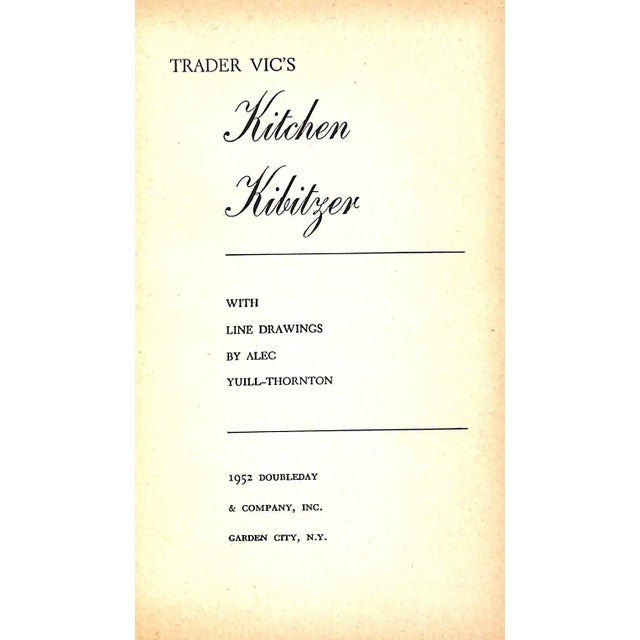 TRADER VIC'S
Kitchen
Kibitzer
WITH
LINE DRAWINGS
BY ALEC
YUILL-THORNTON
1952 DOUBLEDAY
& COMPANY, INC.
GARDEN CITY, N.Y.